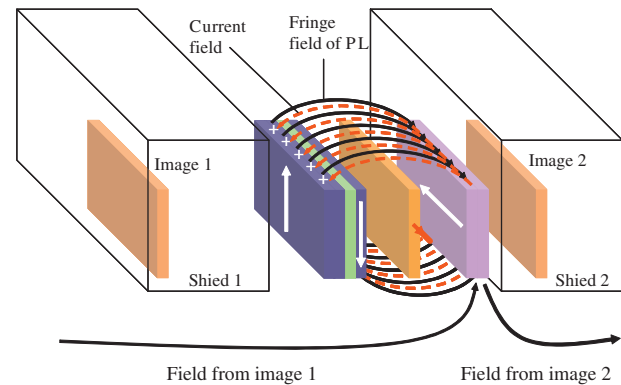 Current
field
Fringe
field of PL
Image 1
Image 2
+
+
+
+
+
Shied 1
Shied 2
Field from image 1
Field from image 2